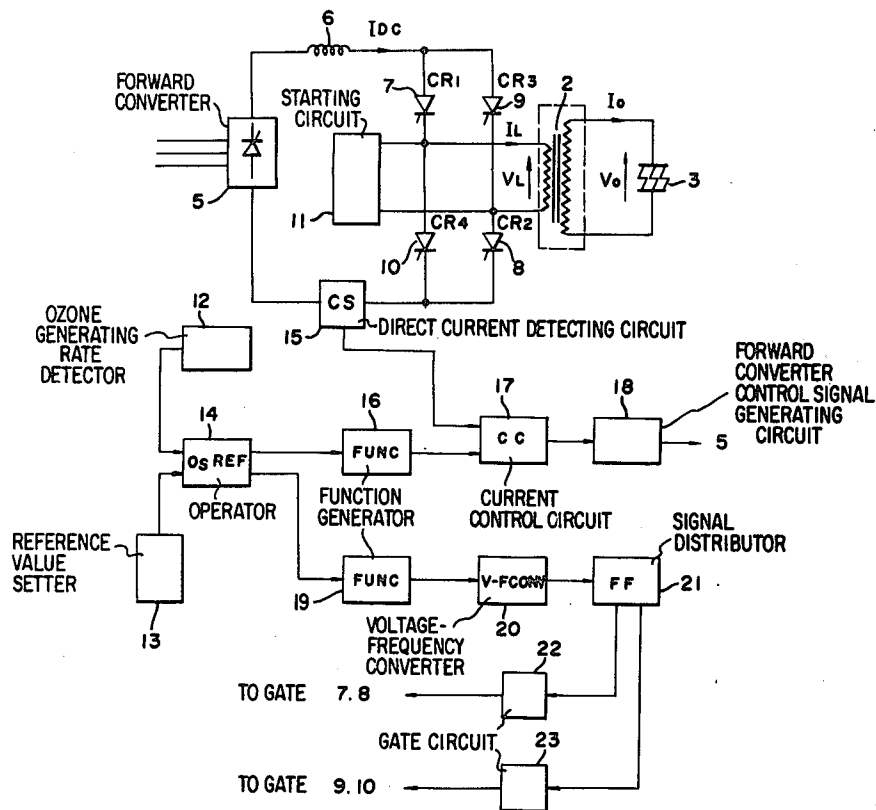 6
IDC
FORWARD
CONVERTER
5
STARTING
CIRCUIT
11
7
CR1
CR3
9
2
IO
IL
VL
VO
3
CR4
CR2
10
8
CS
15
DIRECT CURRENT DETECTING CIRCUIT
OZONE
GENERATING
RATE
DETECTOR
12
14
OS REF
OPERATOR
REFERENCE
VALUE
SETTER
13
16
FUNC
FUNCTION
GENERATOR
FUNC
19
17
CC
CURRENT
CONTROL CIRCUIT
18
FORWARD
CONVERTER
CONTROL SIGNAL
GENERATING
CIRCUIT
5
V-FCONV
20
VOLTAGE-
FREQUENCY
CONVERTER
SIGNAL
DISTRIBUTOR
FF
21
22
TO GATE 7.8
GATE CIRCUIT
23
TO GATE 9.10